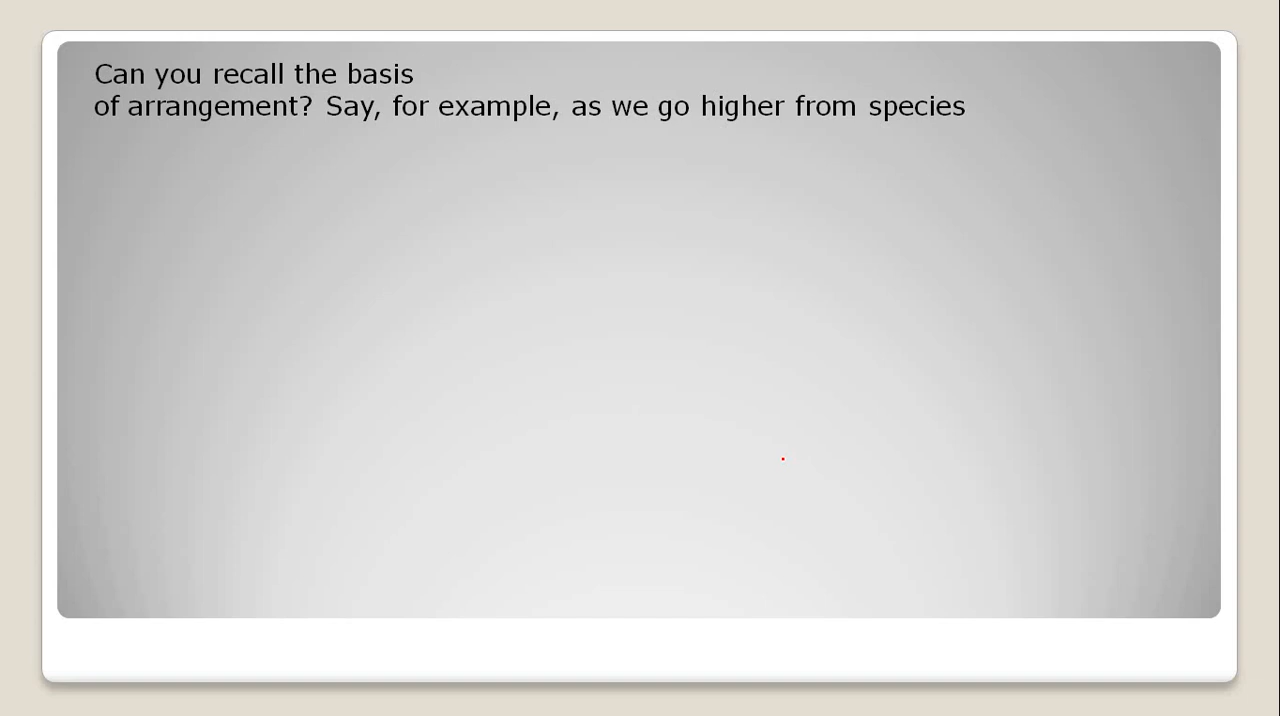 Can you recall the basis
of arrangement? Say, for example, as we go higher from species